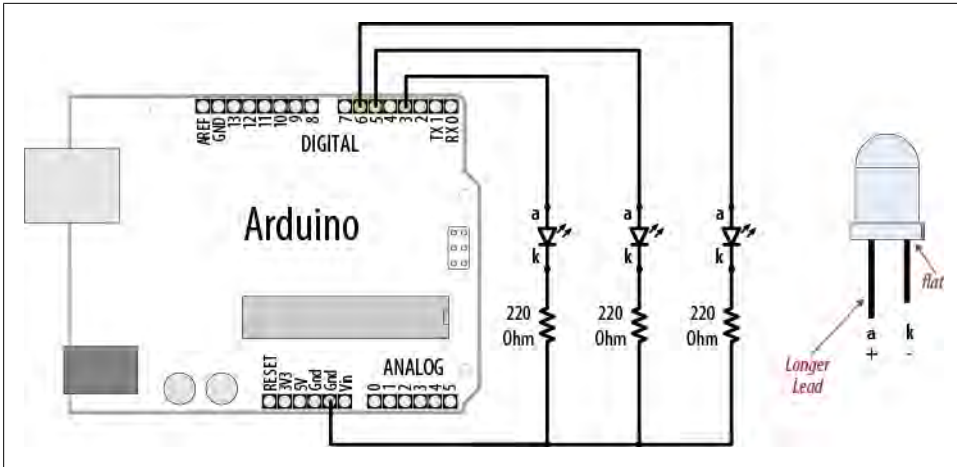 AREF
GND
13
12
11
10
9
8
7
6
5
4
3
2
TX 1
RX 0
DIGITAL
Arduino
a
k
a
k
a
k
220
Ohm
220
Ohm
220
Ohm
flat
a
+
k
-
Longer
Lead
RESET
3V3
5V
Gnd
Gnd
Vin
ANALOG
0
1
2
3
4
5